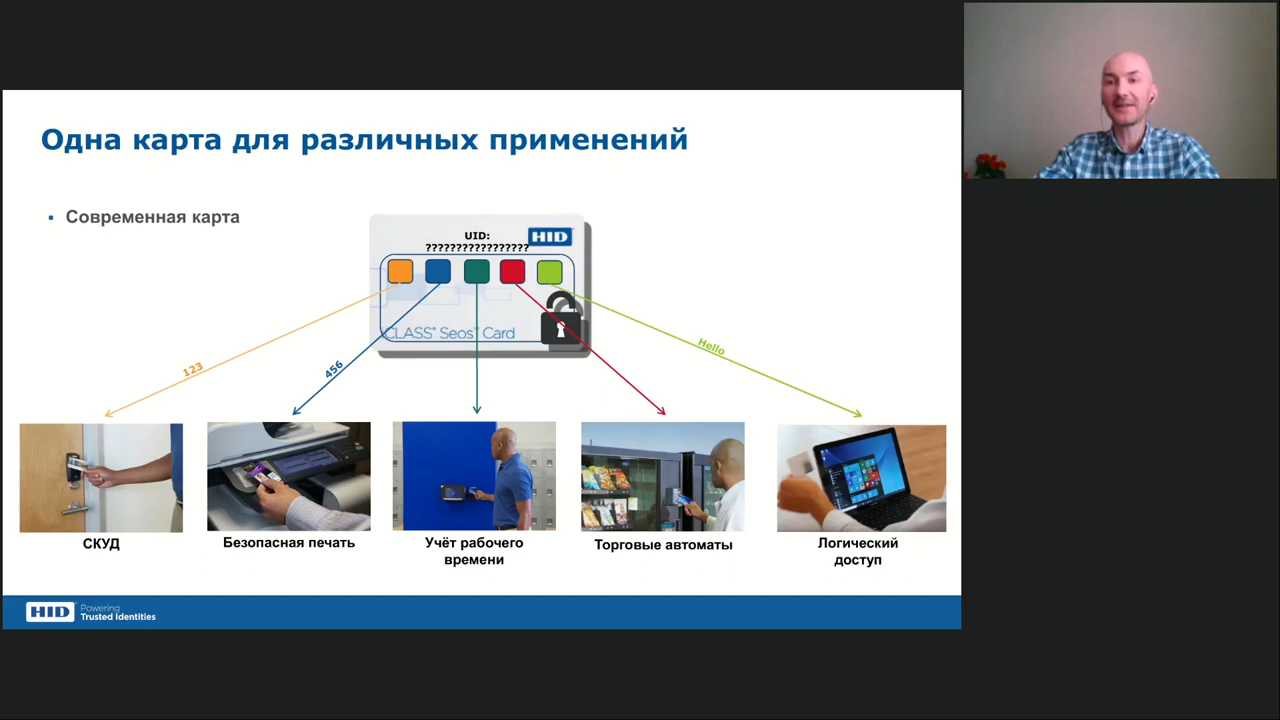 Одна карта для различных применений
▪ Современная карта
UID:
?????????????????
HID
iCLASS® Seos® Card
123
456
Hello
СКУД
Безопасная печать
Учёт рабочего
времени
Торговые автоматы
Логический
доступ
HID
Powering
Trusted Identities